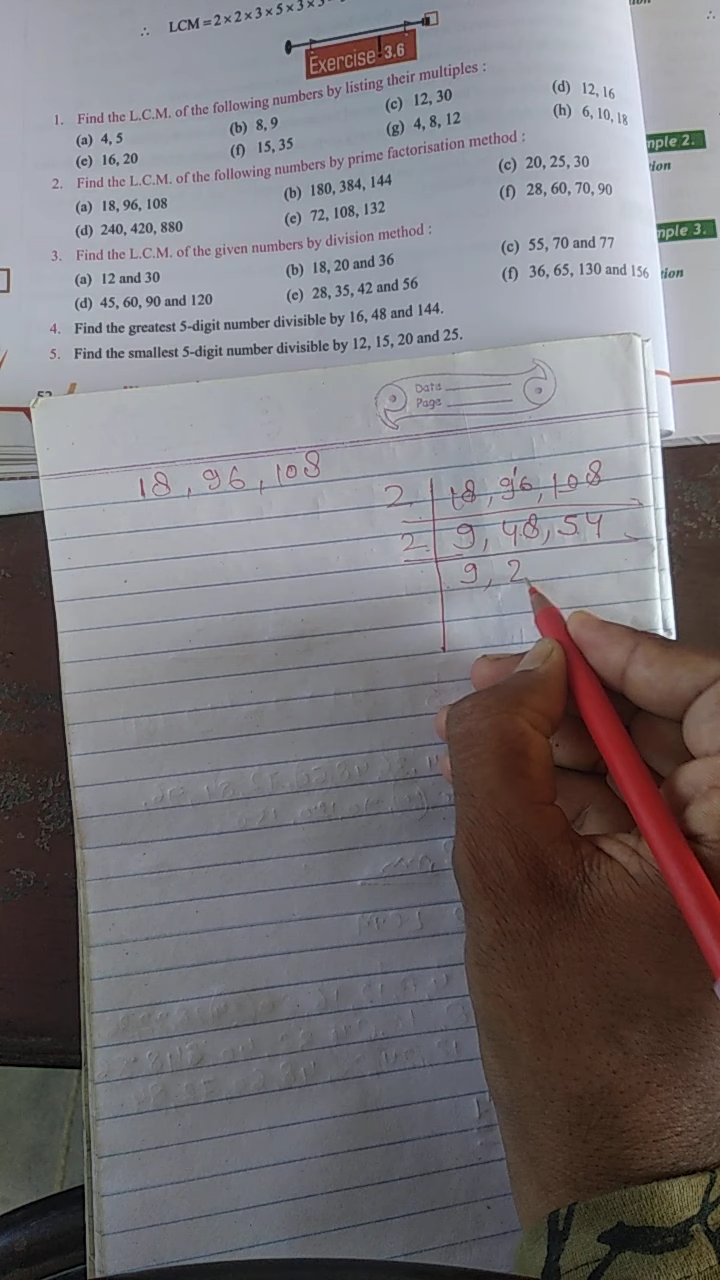 ∴ LCM = 2 × 2 × 3 × 5 × 3 ×
Exercise 3.6
1. Find the L.C.M. of the following numbers by listing their multiples :
(a) 4, 5 (b) 8, 9 (c) 12, 30 (d) 12, 16
(e) 16, 20 (f) 15, 35 (g) 4, 8, 12 (h) 6, 10, 18
2. Find the L.C.M. of the following numbers by prime factorisation method :
(a) 18, 96, 108 (b) 180, 384, 144 (c) 20, 25, 30
(d) 240, 420, 880 (e) 72, 108, 132 (f) 28, 60, 70, 90
3. Find the L.C.M. of the given numbers by division method :
(a) 12 and 30 (b) 18, 20 and 36 (c) 55, 70 and 77
(d) 45, 60, 90 and 120 (e) 28, 35, 42 and 56 (f) 36, 65, 130 and 156
4. Find the greatest 5-digit number divisible by 16, 48 and 144.
5. Find the smallest 5-digit number divisible by 12, 15, 20 and 25.
mple 2.
ion
mple 3.
tion
Data
Page
18, 96, 108
2 18, 96, 108
2 9, 48, 54
9, 2